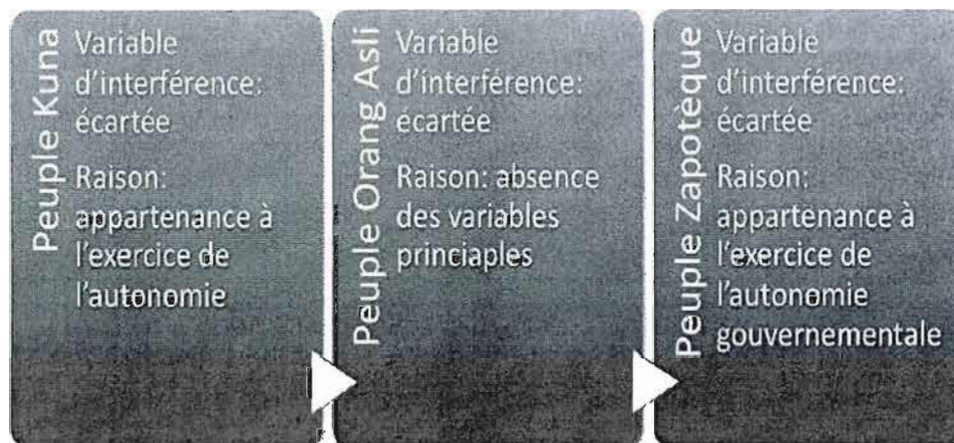 Peuple Kuna
Variable
d'interférence:
écartée
Raison:
appartenance à
l'exercice de
l'autonomie
Peuple Orang Asli
Variable
d'interférence:
écartée
Raison: absence
des variables
principales
Peuple Zapotèque
Variable
d'interférence:
écartée
Raison:
appartenance à
l'exercice de
l'autonomie
gouvernementale